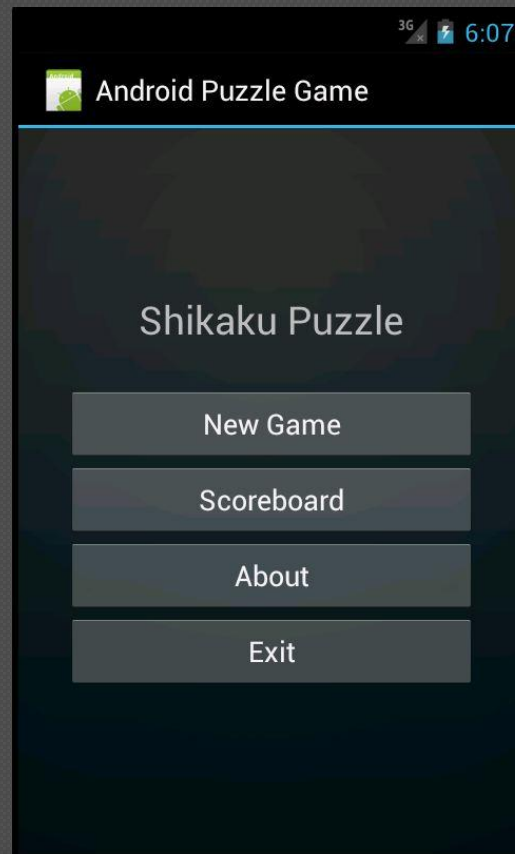 3G 6:07
Android Puzzle Game
Shikaku Puzzle
New Game
Scoreboard
About
Exit